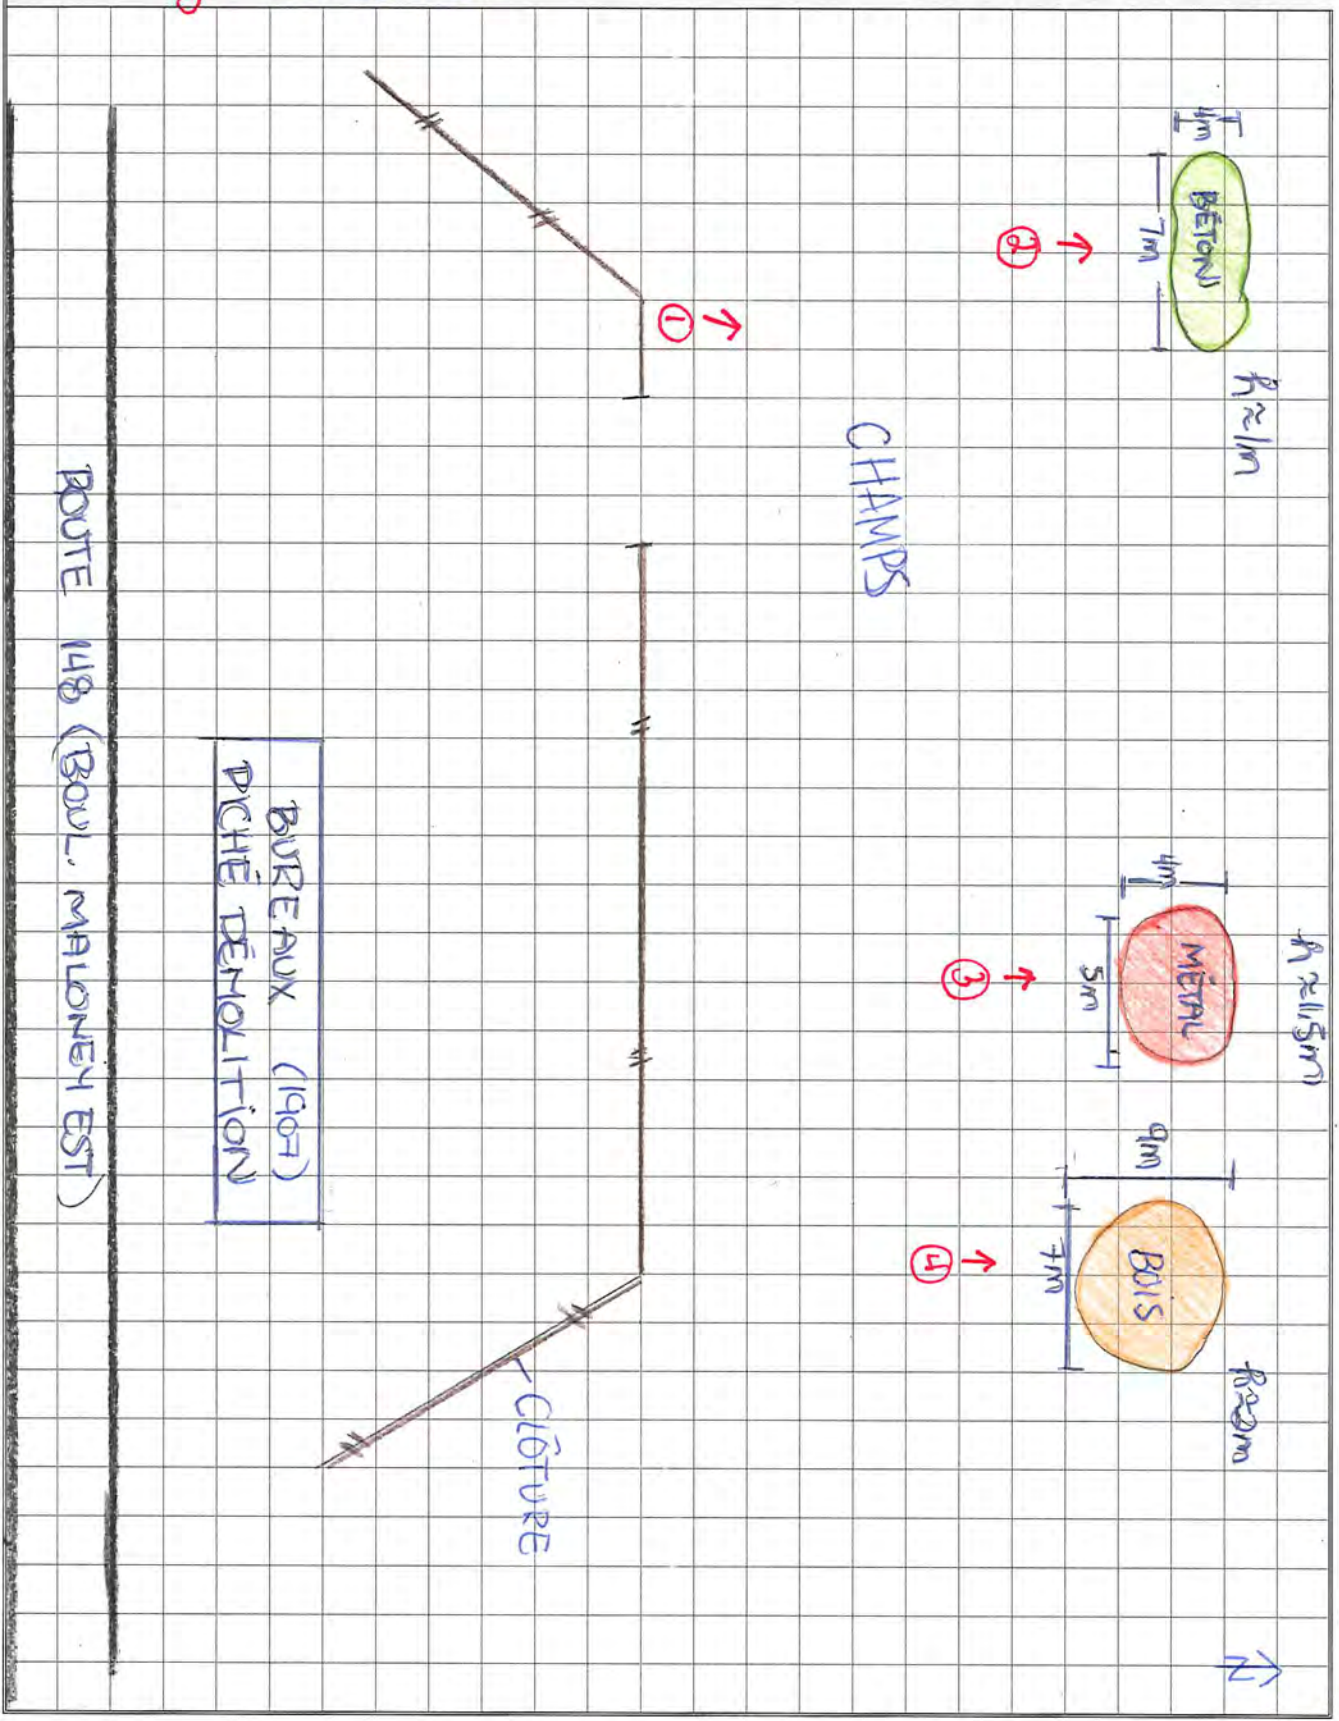 N
4m
BÉTON
7m
h≈1m
②
h≈1,5m
4m
MÉTAL
5m
③
9m
BOIS
7m
④
CHAMPS
①
CLÔTURE
BUREAUX (1907)
PICHÉ DÉMOLITION
ROUTE 148 (BOUL. MALONEY EST)